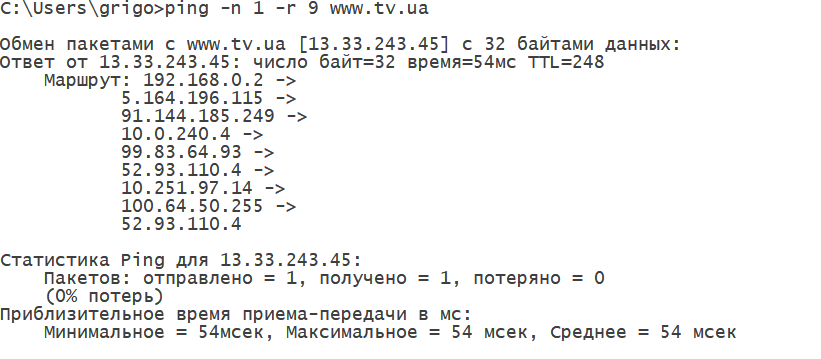 C:\Users\grigo>ping -n 1 -r 9 www.tv.ua
Обмен пакетами с www.tv.ua [13.33.243.45] с 32 байтами данных:
Ответ от 13.33.243.45: число байт=32 время=54мс TTL=248
Маршрут: 192.168.0.2 ->
5.164.196.115 ->
91.144.185.249 ->
10.0.240.4 ->
99.83.64.93 ->
52.93.110.4 ->
10.251.97.14 ->
100.64.50.255 ->
52.93.110.4
Статистика Ping для 13.33.243.45:
Пакетов: отправлено = 1, получено = 1, потеряно = 0
(0% потерь)
Приблизительное время приема-передачи в мс:
Минимальное = 54мсек, Максимальное = 54 мсек, Среднее = 54 мсек